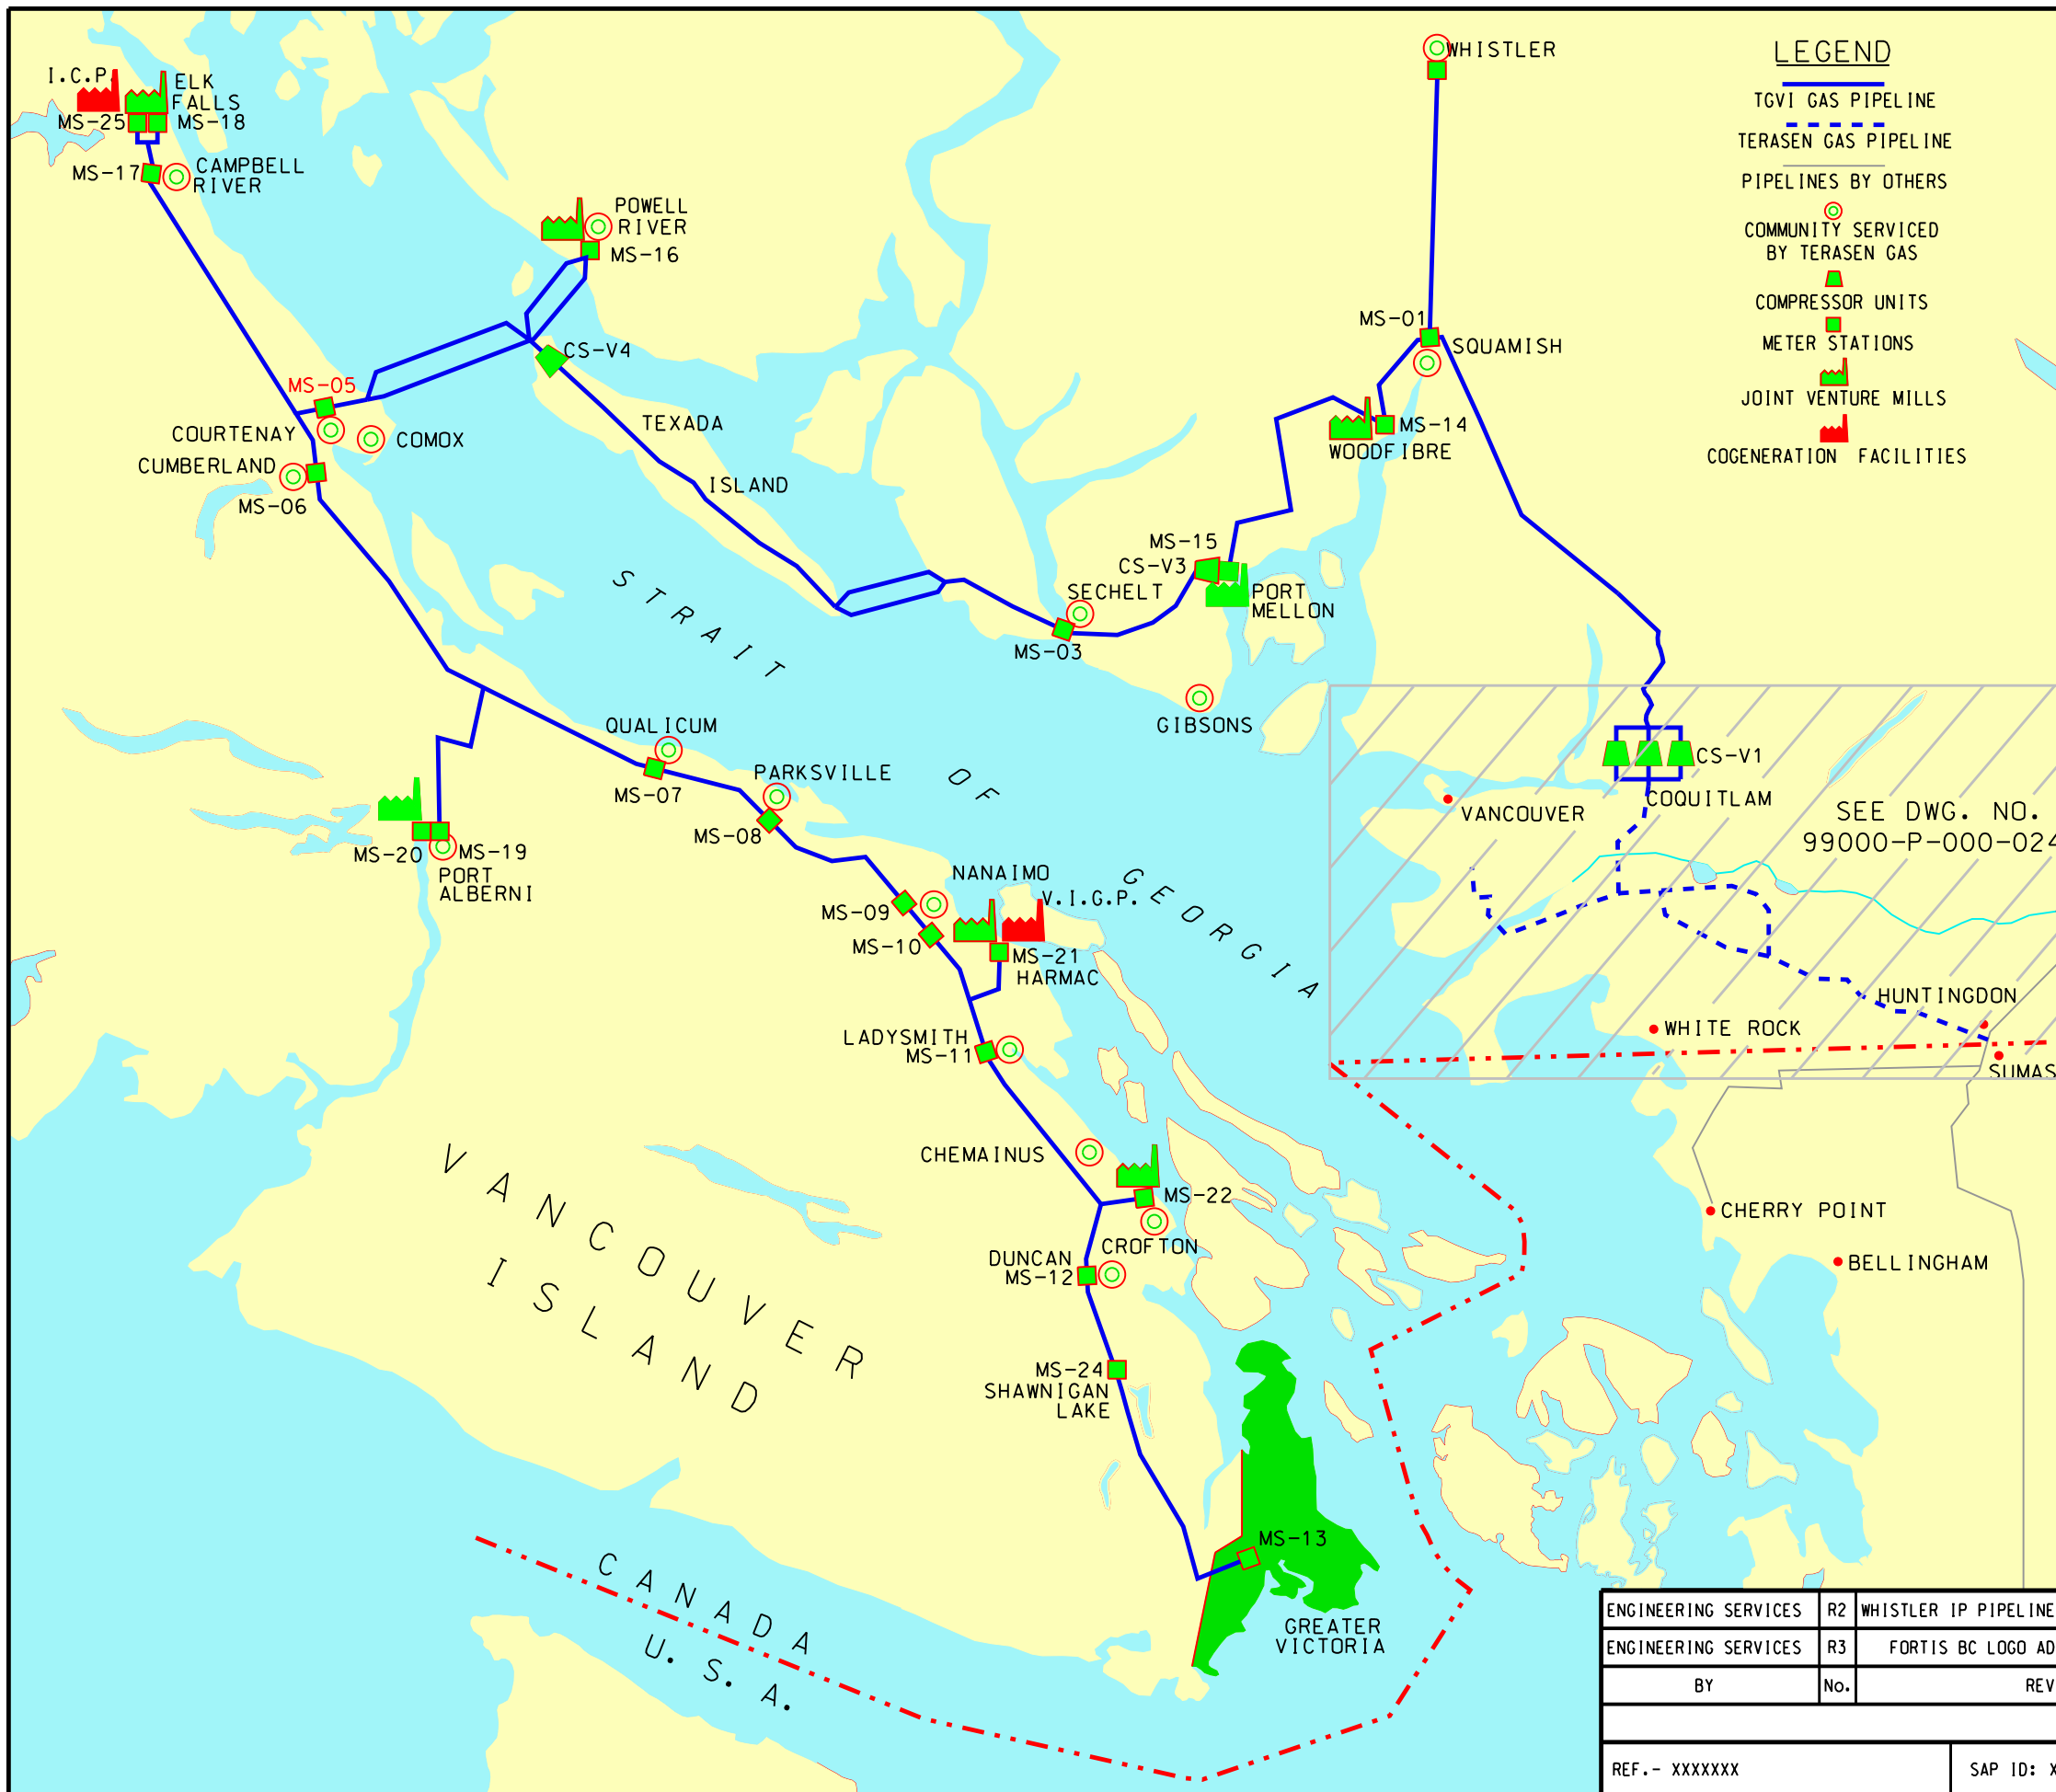 WHISTLER
LEGEND
TGVI GAS PIPELINE
TERASEN GAS PIPELINE
PIPELINES BY OTHERS
COMMUNITY SERVICED
BY TERASEN GAS
COMPRESSOR UNITS
METER STATIONS
JOINT VENTURE MILLS
COGENERATION FACILITIES
I.C.P.
ELK
FALLS
MS-25
MS-18
MS-17
CAMPBELL
RIVER
POWELL
RIVER
MS-16
CS-V4
MS-05
COURTENAY
COMOX
CUMBERLAND
MS-06
TEXADA
ISLAND
MS-01
SQUAMISH
MS-14
WOODFIBRE
MS-15
CS-V3
SECHELT
PORT
MELLON
MS-03
GIBSONS
STRAIT
OF
GEORGIA
QUALICUM
MS-07
PARKSVILLE
MS-08
MS-20
MS-19
PORT
ALBERNI
NANAIMO
V.I.G.P.
MS-09
MS-10
MS-21
HARMAC
LADYSMITH
MS-11
CHEMAINUS
MS-22
CROFTON
DUNCAN
MS-12
MS-24
SHAWNIGAN
LAKE
MS-13
GREATER
VICTORIA
VANCOUVER
ISLAND
CANADA
U.S.A.
CS-V1
COQUITLAM
VANCOUVER
SEE DWG. NO.
99000-P-000-024
HUNTINGDON
WHITE ROCK
SUMAS
CHERRY POINT
BELLINGHAM
ENGINEERING SERVICES R2 WHISTLER IP PIPELINE
ENGINEERING SERVICES R3 FORTIS BC LOGO AD
BY No. REV
REF.- XXXXXXX SAP ID: X